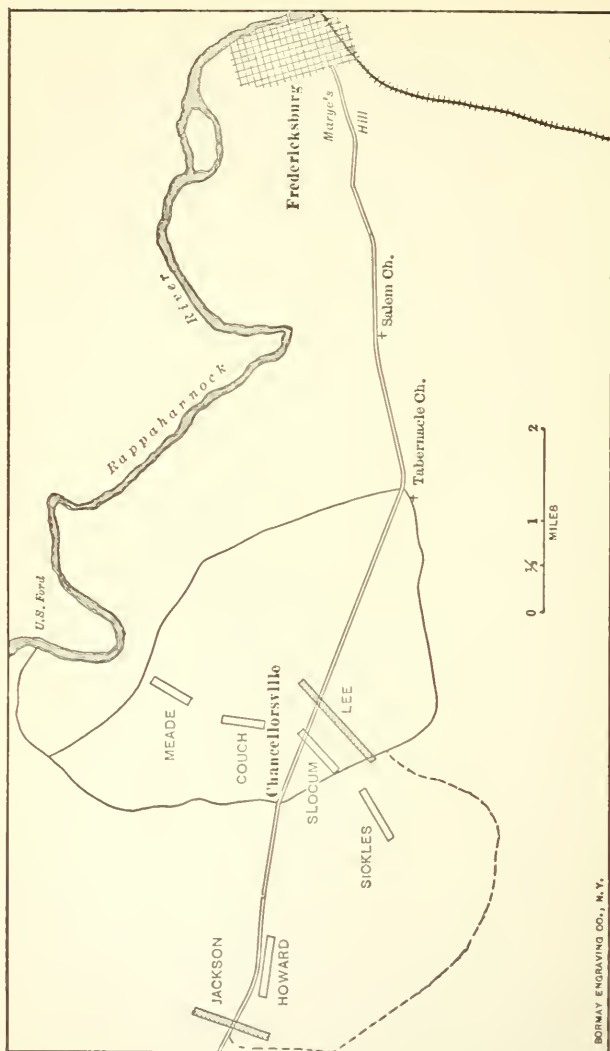 U.S. Ford
Rappaharnock
River
Fredericksburg
Marye's
Hill
MEADE
COUCH
Chancellorsville
SLOCUM
LEE
SICKLES
JACKSON
HOWARD
Salem Ch.
Tabernacle Ch.
0 ½ 1 2
MILES
BORMAY ENGRAVING CO., N.Y.